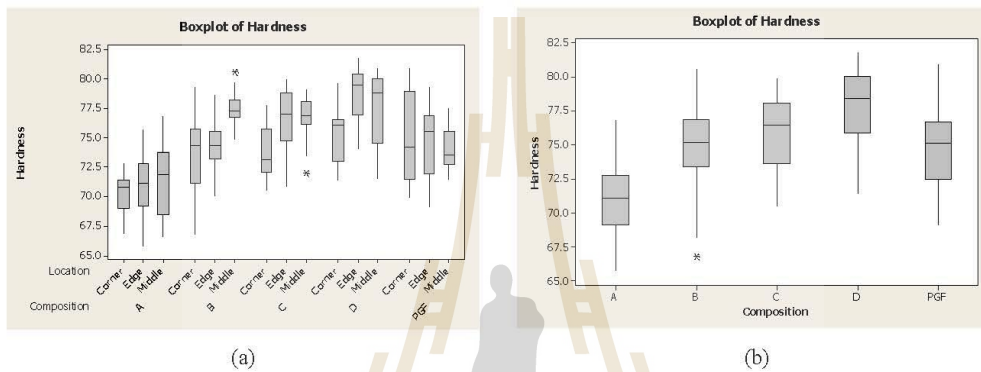 Boxplot of Hardness
82.5
80.0
77.5
75.0
72.5
70.0
67.5
65.0
Hardness
Location
Corner Edge Middle Corner Edge Middle Corner Edge Middle Corner Edge Middle Corner Edge Middle
Composition
A B C D PGF
(a)
Boxplot of Hardness
82.5
80.0
77.5
75.0
72.5
70.0
67.5
65.0
Hardness
A B C D PGF
Composition
(b)